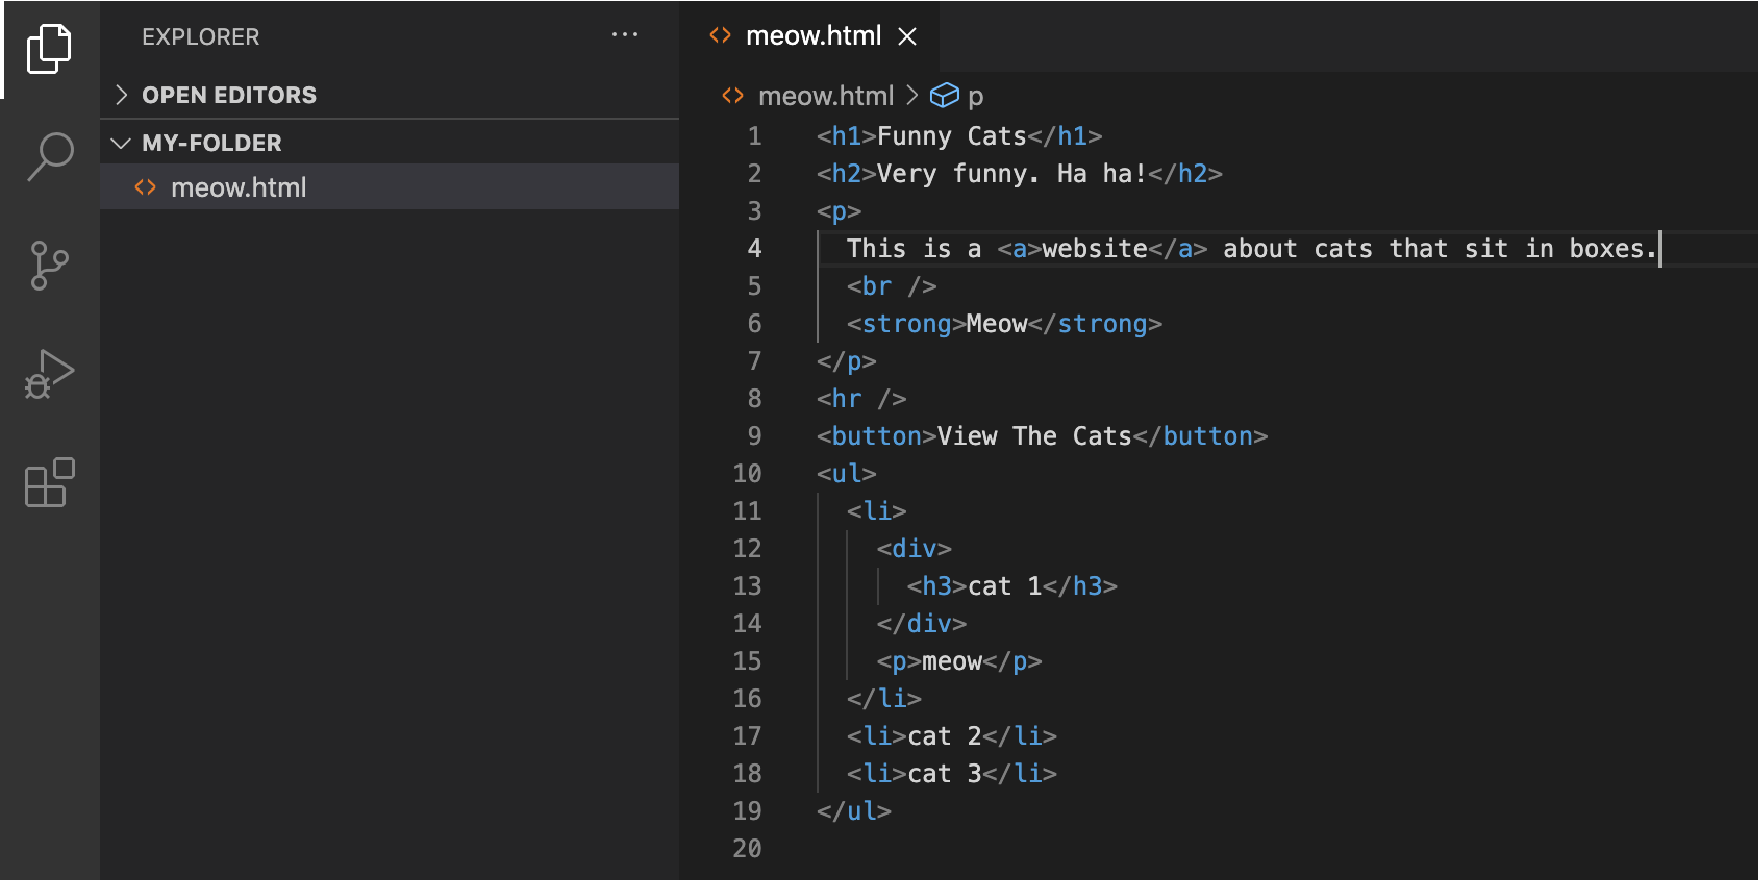 EXPLORER ...
OPEN EDITORS
MY-FOLDER
meow.html
meow.html
meow.html > p
1 <h1>Funny Cats</h1>
2 <h2>Very funny. Ha ha!</h2>
3 <p>
4   This is a <a>website</a> about cats that sit in boxes.
5   <br />
6   <strong>Meow</strong>
7 </p>
8 <hr />
9 <button>View The Cats</button>
10 <ul>
11   <li>
12     <div>
13       <h3>cat 1</h3>
14     </div>
15     <p>meow</p>
16   </li>
17   <li>cat 2</li>
18   <li>cat 3</li>
19 </ul>
20